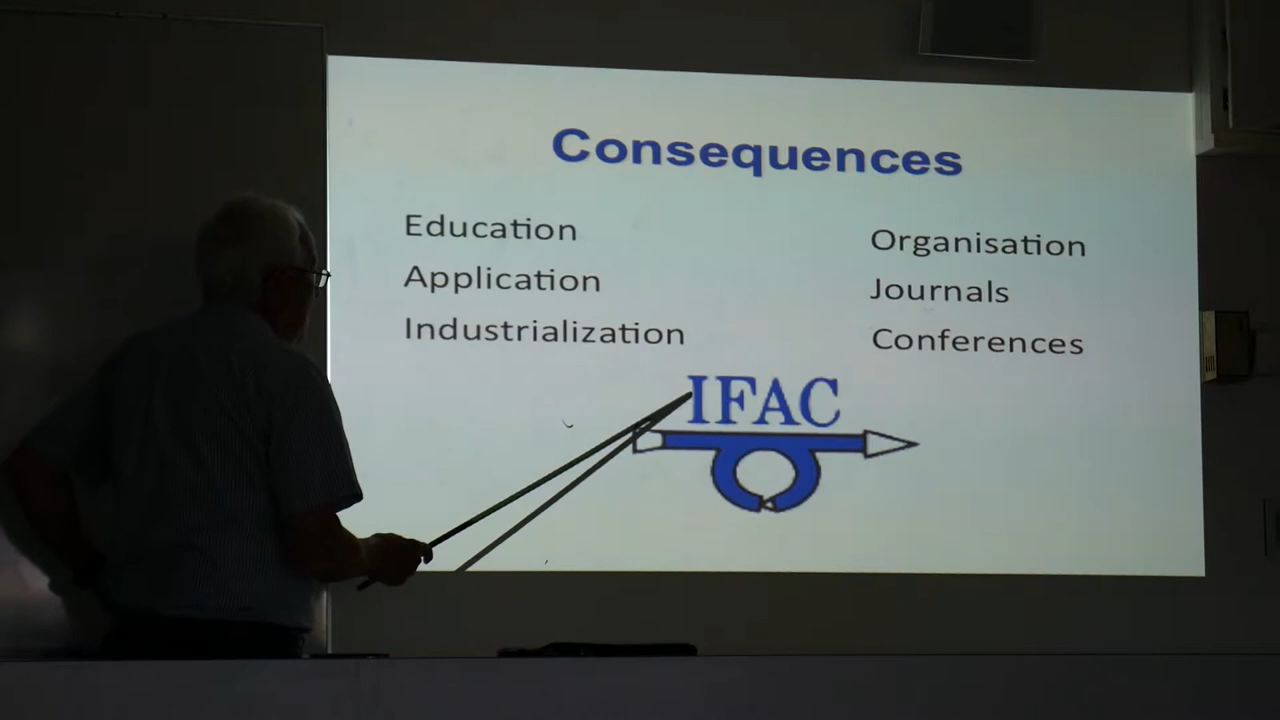 Consequences
Education
Application
Industrialization
Organisation
Journals
Conferences
IFAC